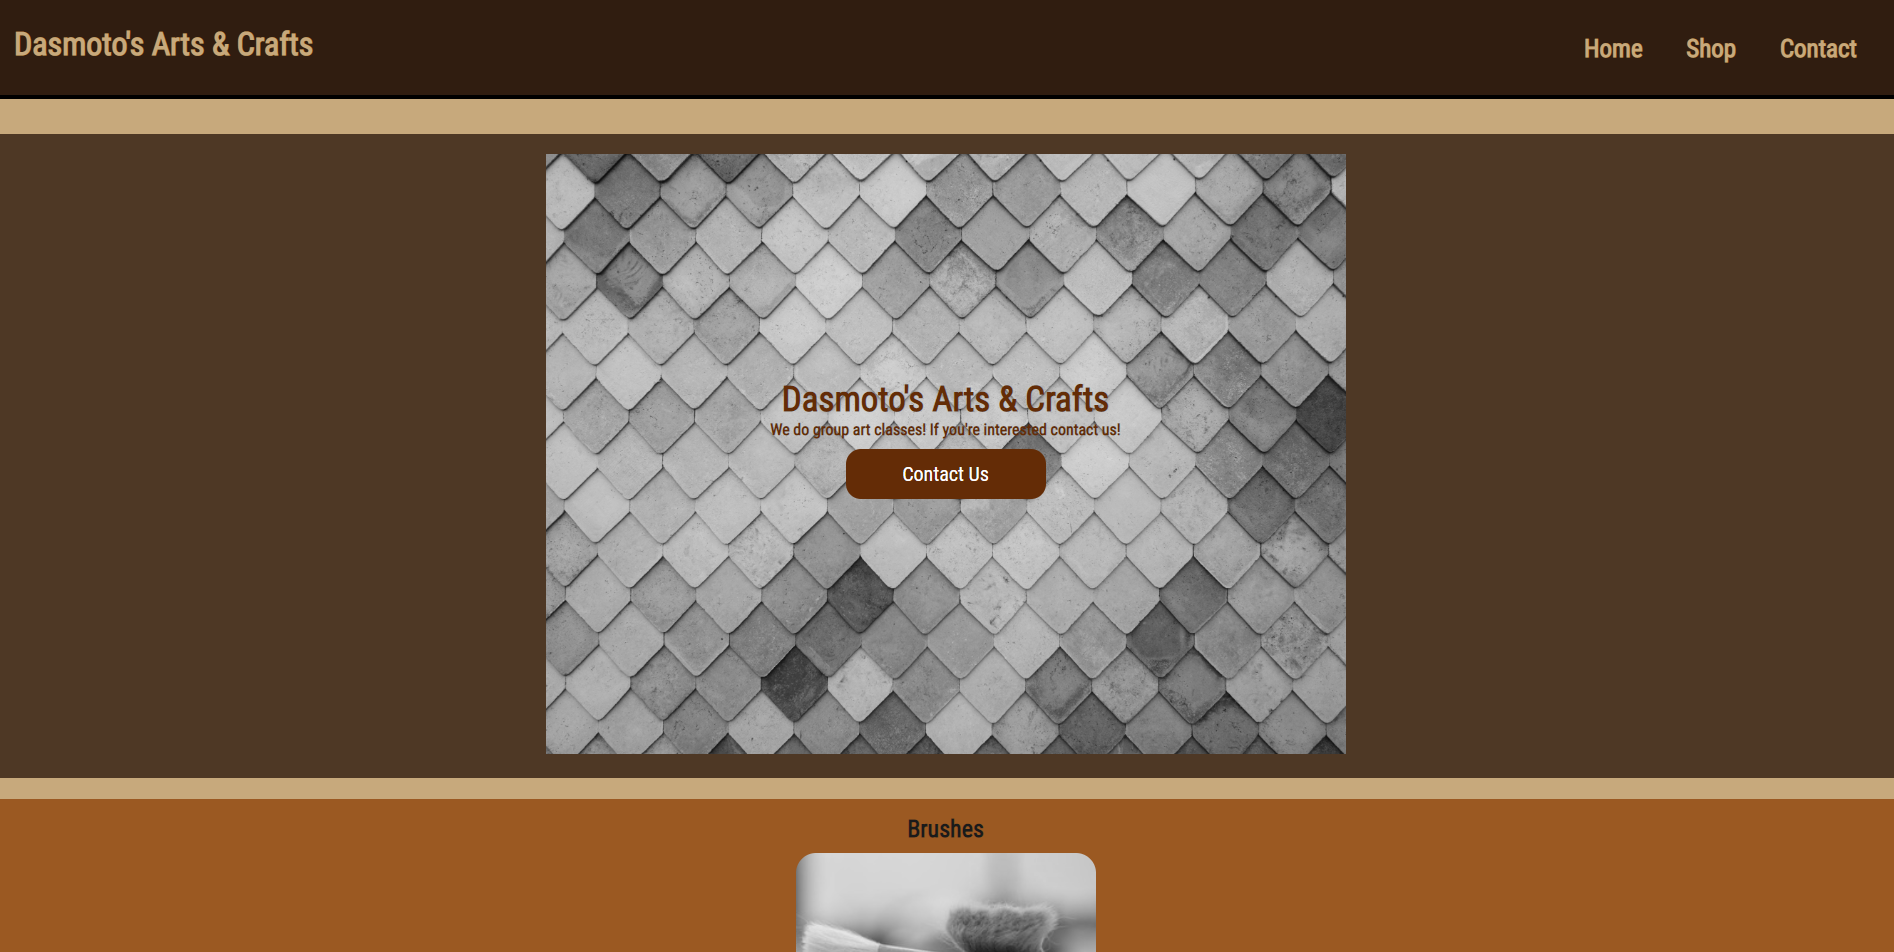 Dasmoto's Arts & Crafts
Home Shop Contact
Dasmoto's Arts & Crafts
We do group art classes! If you're interested contact us!
Contact Us
Brushes